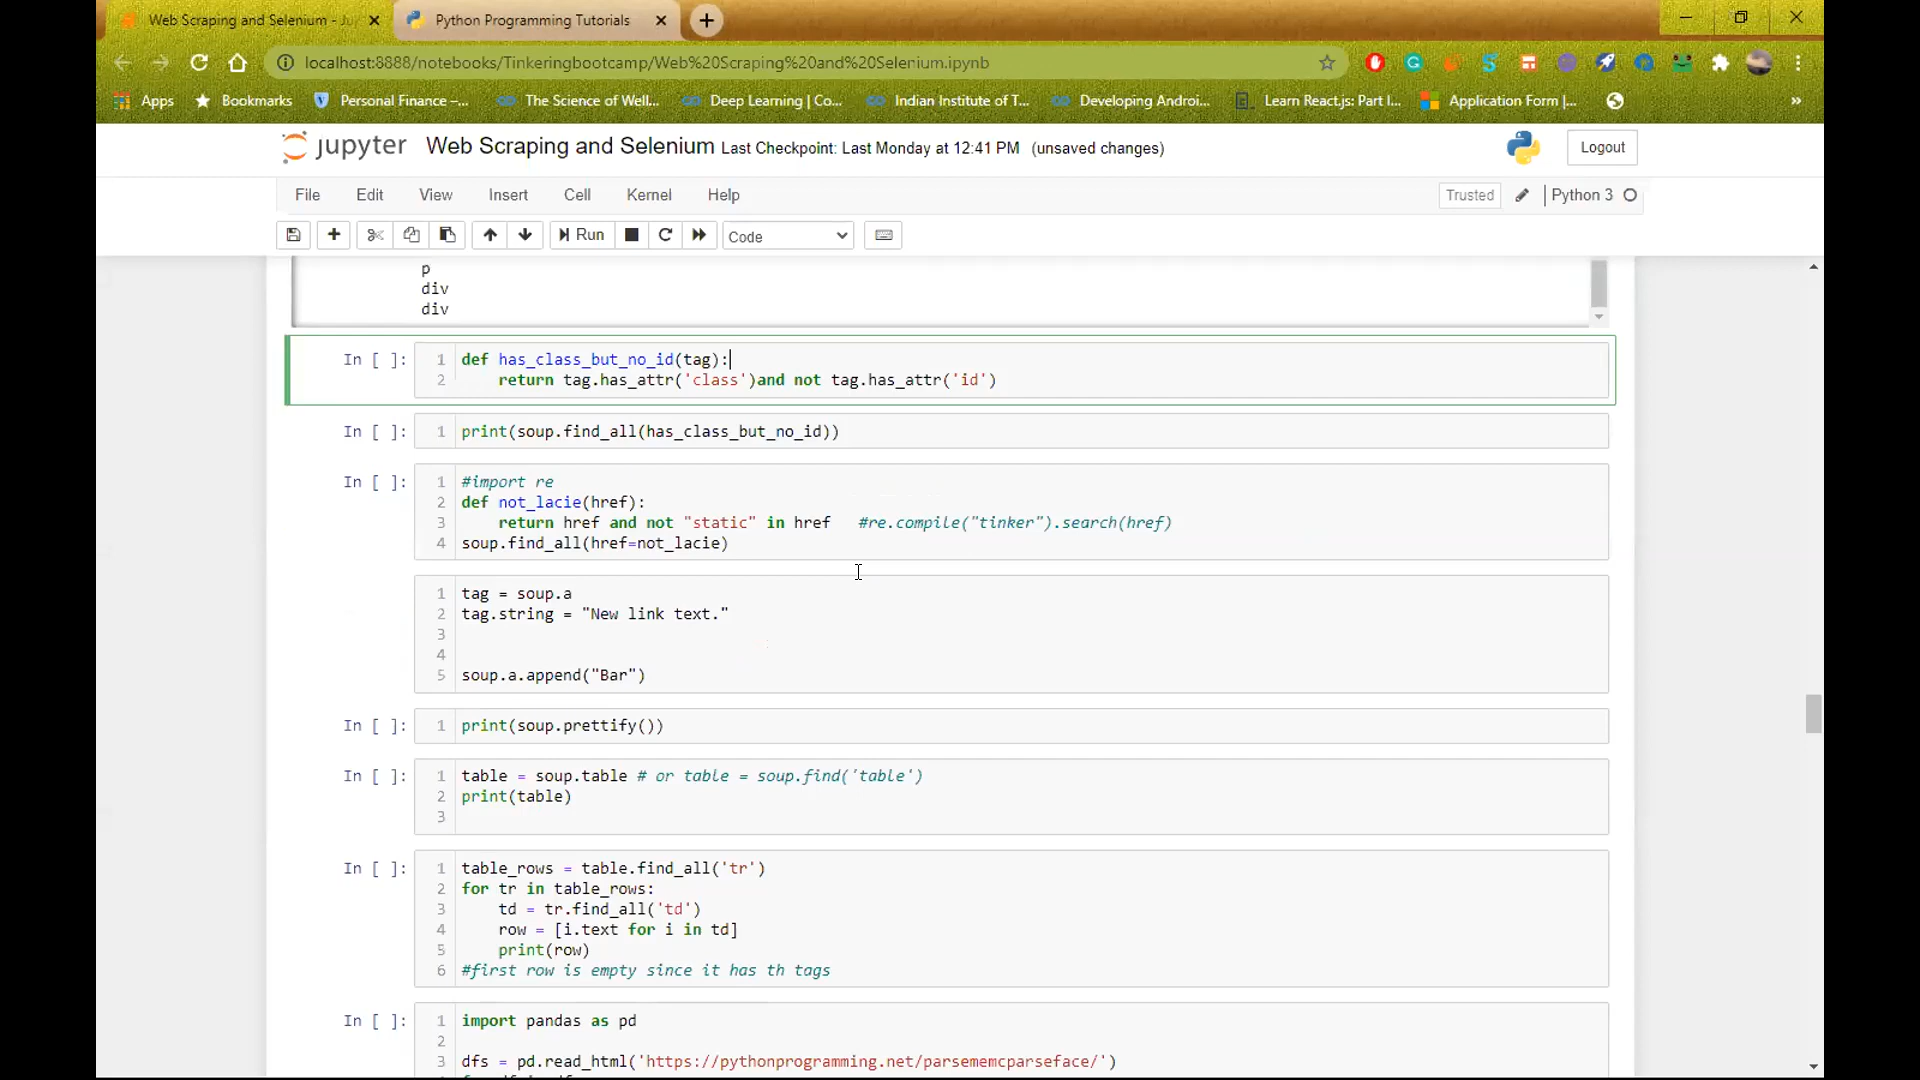 Web Scraping and Selenium - Ju
Python Programming Tutorials
localhost:8888/notebooks/Tinkeringbootcamp/Web%20Scraping%20and%20Selenium.ipynb
Apps Bookmarks Personal Finance –... The Science of Well... Deep Learning | Co... Indian Institute of T... Developing Androi... Learn React.js: Part I... Application Form |... »
jupyter Web Scraping and Selenium Last Checkpoint: Last Monday at 12:41 PM (unsaved changes) Logout
File Edit View Insert Cell Kernel Help Trusted Python 3
Run Code
p
div
div
In [ ]: 1 def has_class_but_no_id(tag):
2 return tag.has_attr('class')and not tag.has_attr('id')
In [ ]: 1 print(soup.find_all(has_class_but_no_id))
In [ ]: 1 #import re
2 def not_lacie(href):
3 return href and not "static" in href #re.compile("tinker").search(href)
4 soup.find_all(href=not_lacie)
1 tag = soup.a
2 tag.string = "New link text."
3
4
5 soup.a.append("Bar")
In [ ]: 1 print(soup.prettify())
In [ ]: 1 table = soup.table # or table = soup.find('table')
2 print(table)
3
In [ ]: 1 table_rows = table.find_all('tr')
2 for tr in table_rows:
3 td = tr.find_all('td')
4 row = [i.text for i in td]
5 print(row)
6 #first row is empty since it has th tags
In [ ]: 1 import pandas as pd
2
3 dfs = pd.read_html('https://pythonprogramming.net/parsememcparseface/')